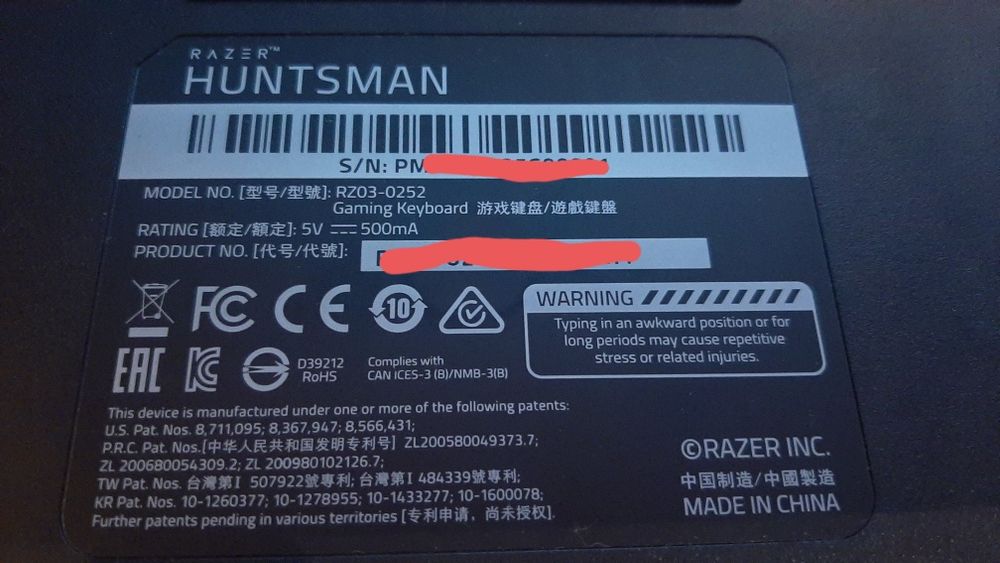 RAZER™
HUNTSMAN
S/N: PM
MODEL NO. [型号/型號]: RZ03-0252
Gaming Keyboard 游戏键盘/遊戲鍵盤
RATING [额定/額定]: 5V ⎓ 500mA
PRODUCT NO. [代号/代號]:
FC CE 10
EAC KC D39212
RoHS
Complies with
CAN ICES-3 (B)/NMB-3(B)
WARNING
Typing in an awkward position or for
long periods may cause repetitive
stress or related injuries.
This device is manufactured under one or more of the following patents:
U.S. Pat. Nos. 8,711,095; 8,367,947; 8,566,431;
P.R.C. Pat. Nos.[中华人民共和国发明专利号] ZL200580049373.7;
ZL 200680054309.2; ZL 200980102126.7;
TW Pat. Nos. 台灣第I 507922號專利; 台灣第I 484339號專利;
KR Pat. Nos. 10-1260377; 10-1278955; 10-1433277; 10-1600078;
Further patents pending in various territories [专利申请，尚未授权].
©RAZER INC.
中国制造/中國製造
MADE IN CHINA